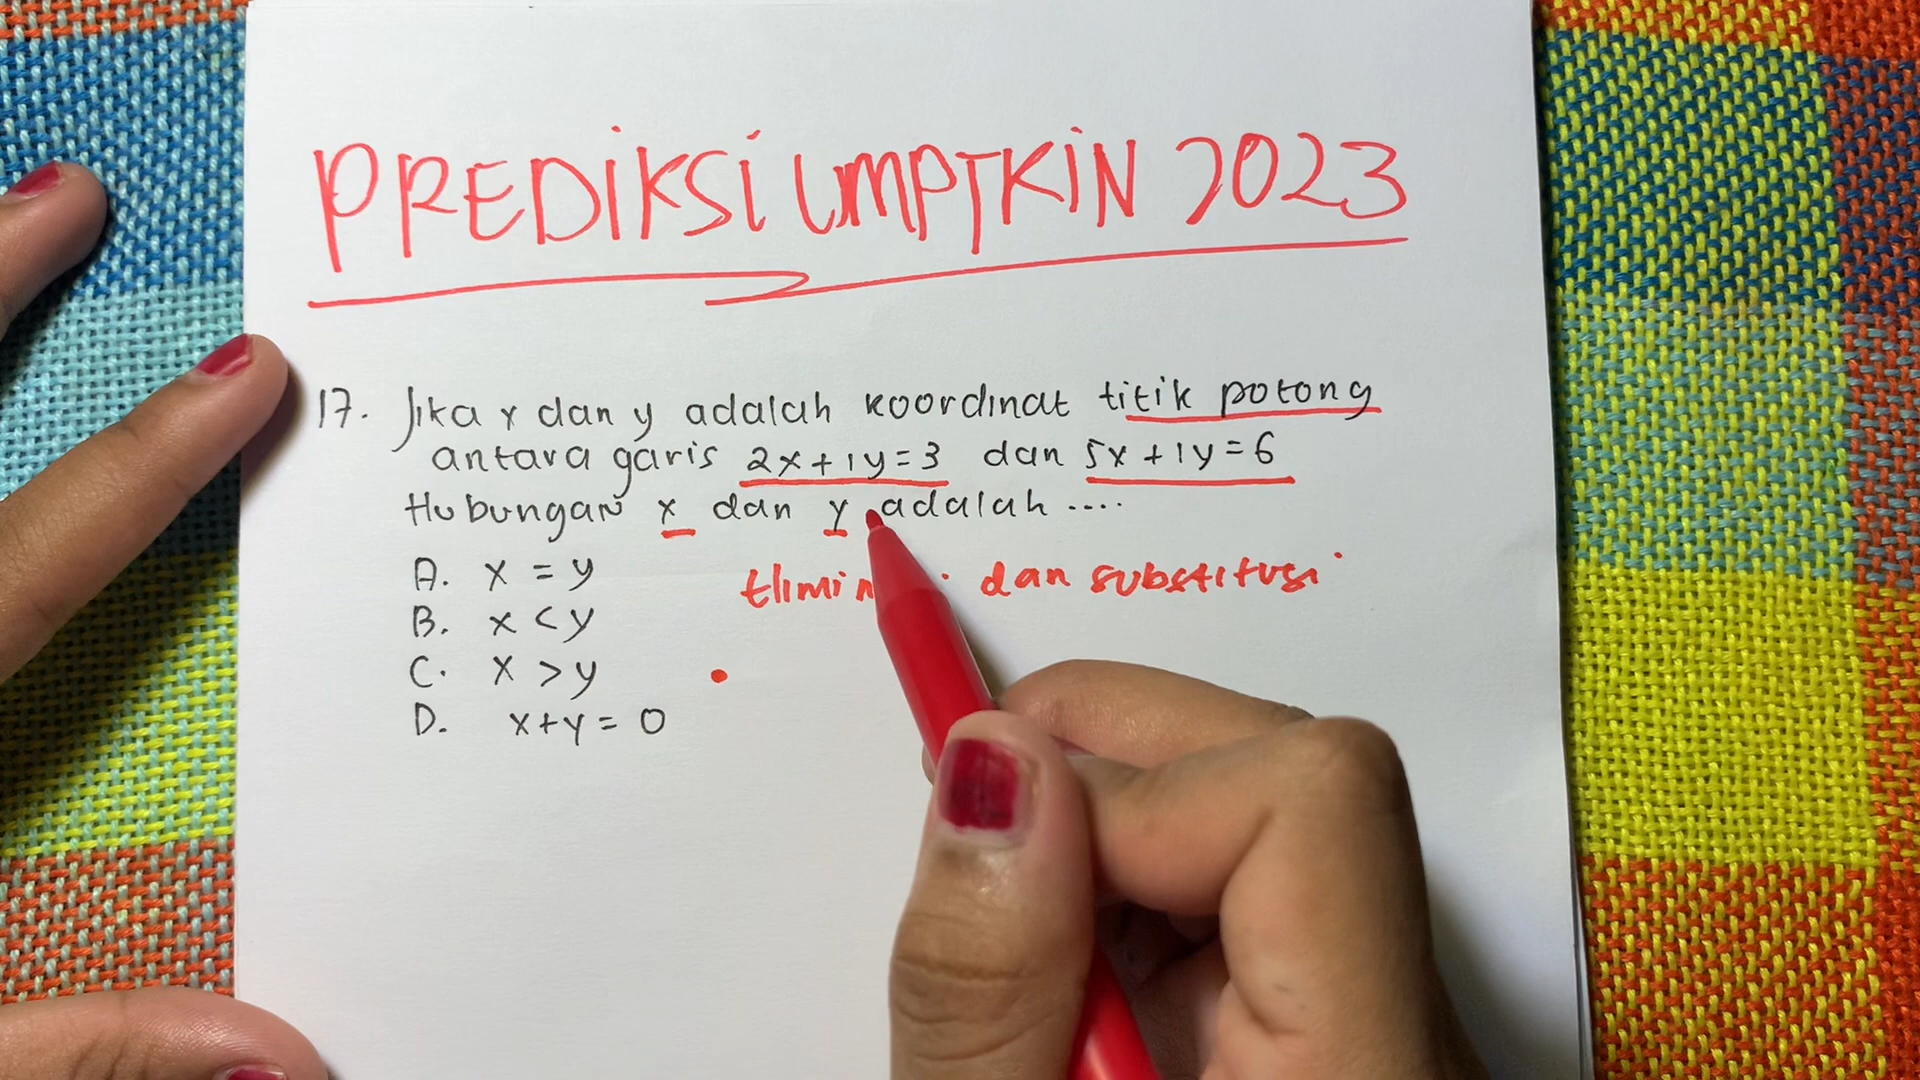 PREDIKSI UMPTKIN 2023
17. Jika x dan y adalah koordinat titik potong
antara garis 2x+1y=3 dan 5x+1y=6
Hubungan x dan y adalah ....
A. x = y
B. x < y
C. x > y
D. x+y = 0
dan substitusi